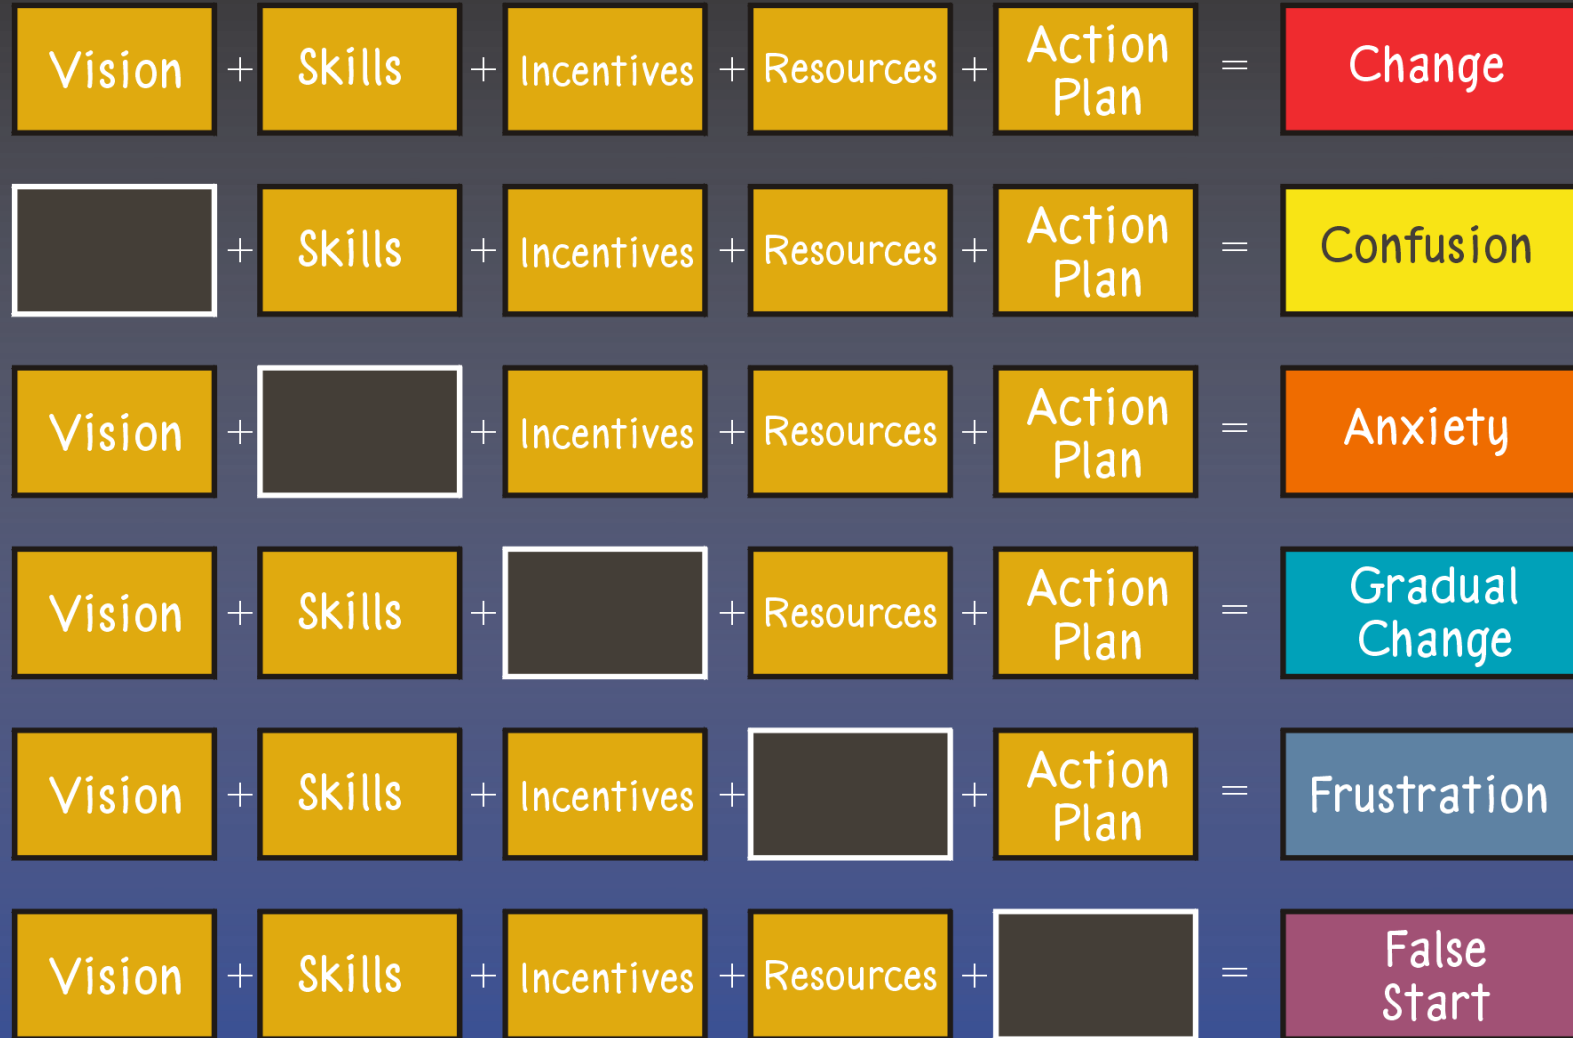 Vision + Skills + Incentives + Resources + Action Plan = Change
+ Skills + Incentives + Resources + Action Plan = Confusion
Vision + + Incentives + Resources + Action Plan = Anxiety
Vision + Skills + + Resources + Action Plan = Gradual Change
Vision + Skills + Incentives + + Action Plan = Frustration
Vision + Skills + Incentives + Resources + = False Start